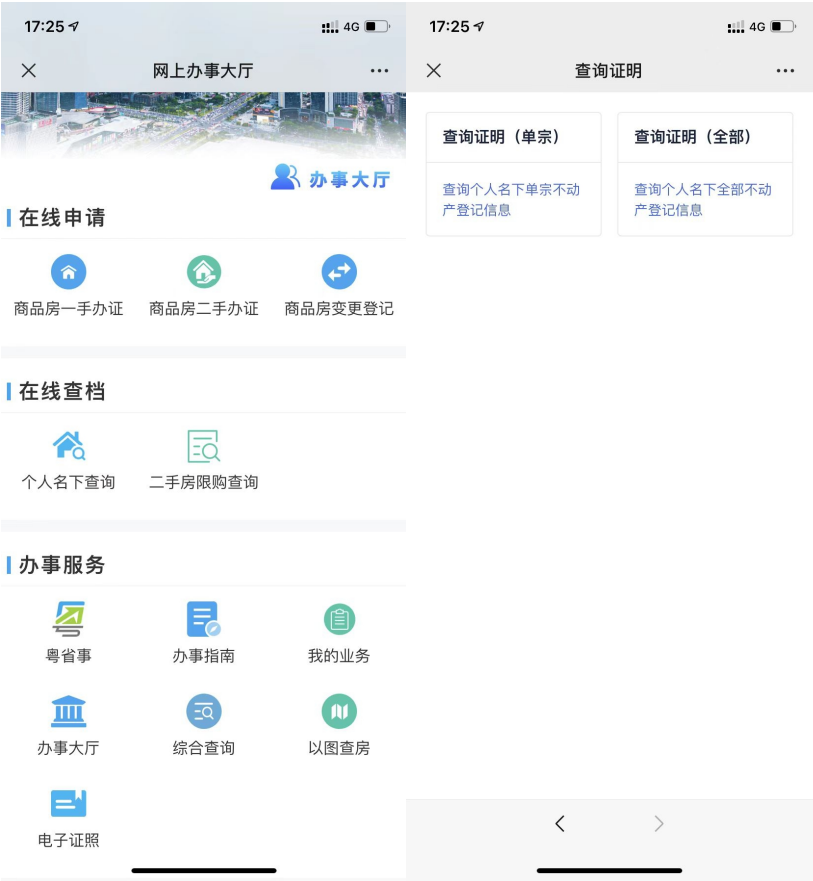 17:25
4G
网上办事大厅
办事大厅
在线申请
商品房一手办证
商品房二手办证
商品房变更登记
在线查档
个人名下查询
二手房限购查询
办事服务
粤省事
办事指南
我的业务
办事大厅
综合查询
以图查房
电子证照
17:25
4G
查询证明
查询证明（单宗）
查询个人名下单宗不动
产登记信息
查询证明（全部）
查询个人名下全部不动
产登记信息